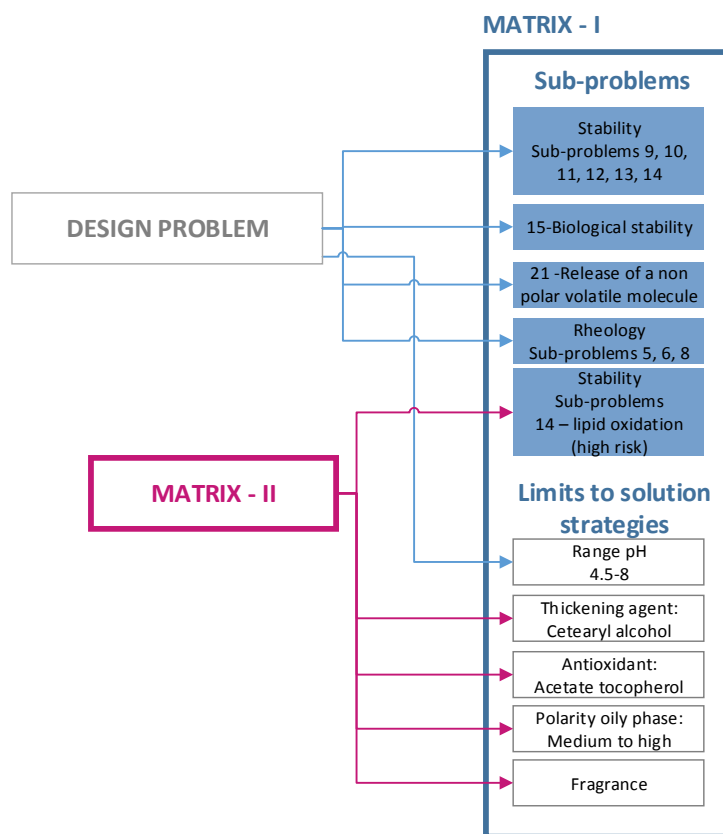 MATRIX - I
Sub-problems
Stability
Sub-problems 9, 10,
11, 12, 13, 14
DESIGN PROBLEM
15-Biological stability
21 -Release of a non
polar volatile molecule
Rheology
Sub-problems 5, 6, 8
Stability
Sub-problems
14 – lipid oxidation
(high risk)
MATRIX - II
Limits to solution
strategies
Range pH
4.5-8
Thickening agent:
Cetearyl alcohol
Antioxidant:
Acetate tocopherol
Polarity oily phase:
Medium to high
Fragrance